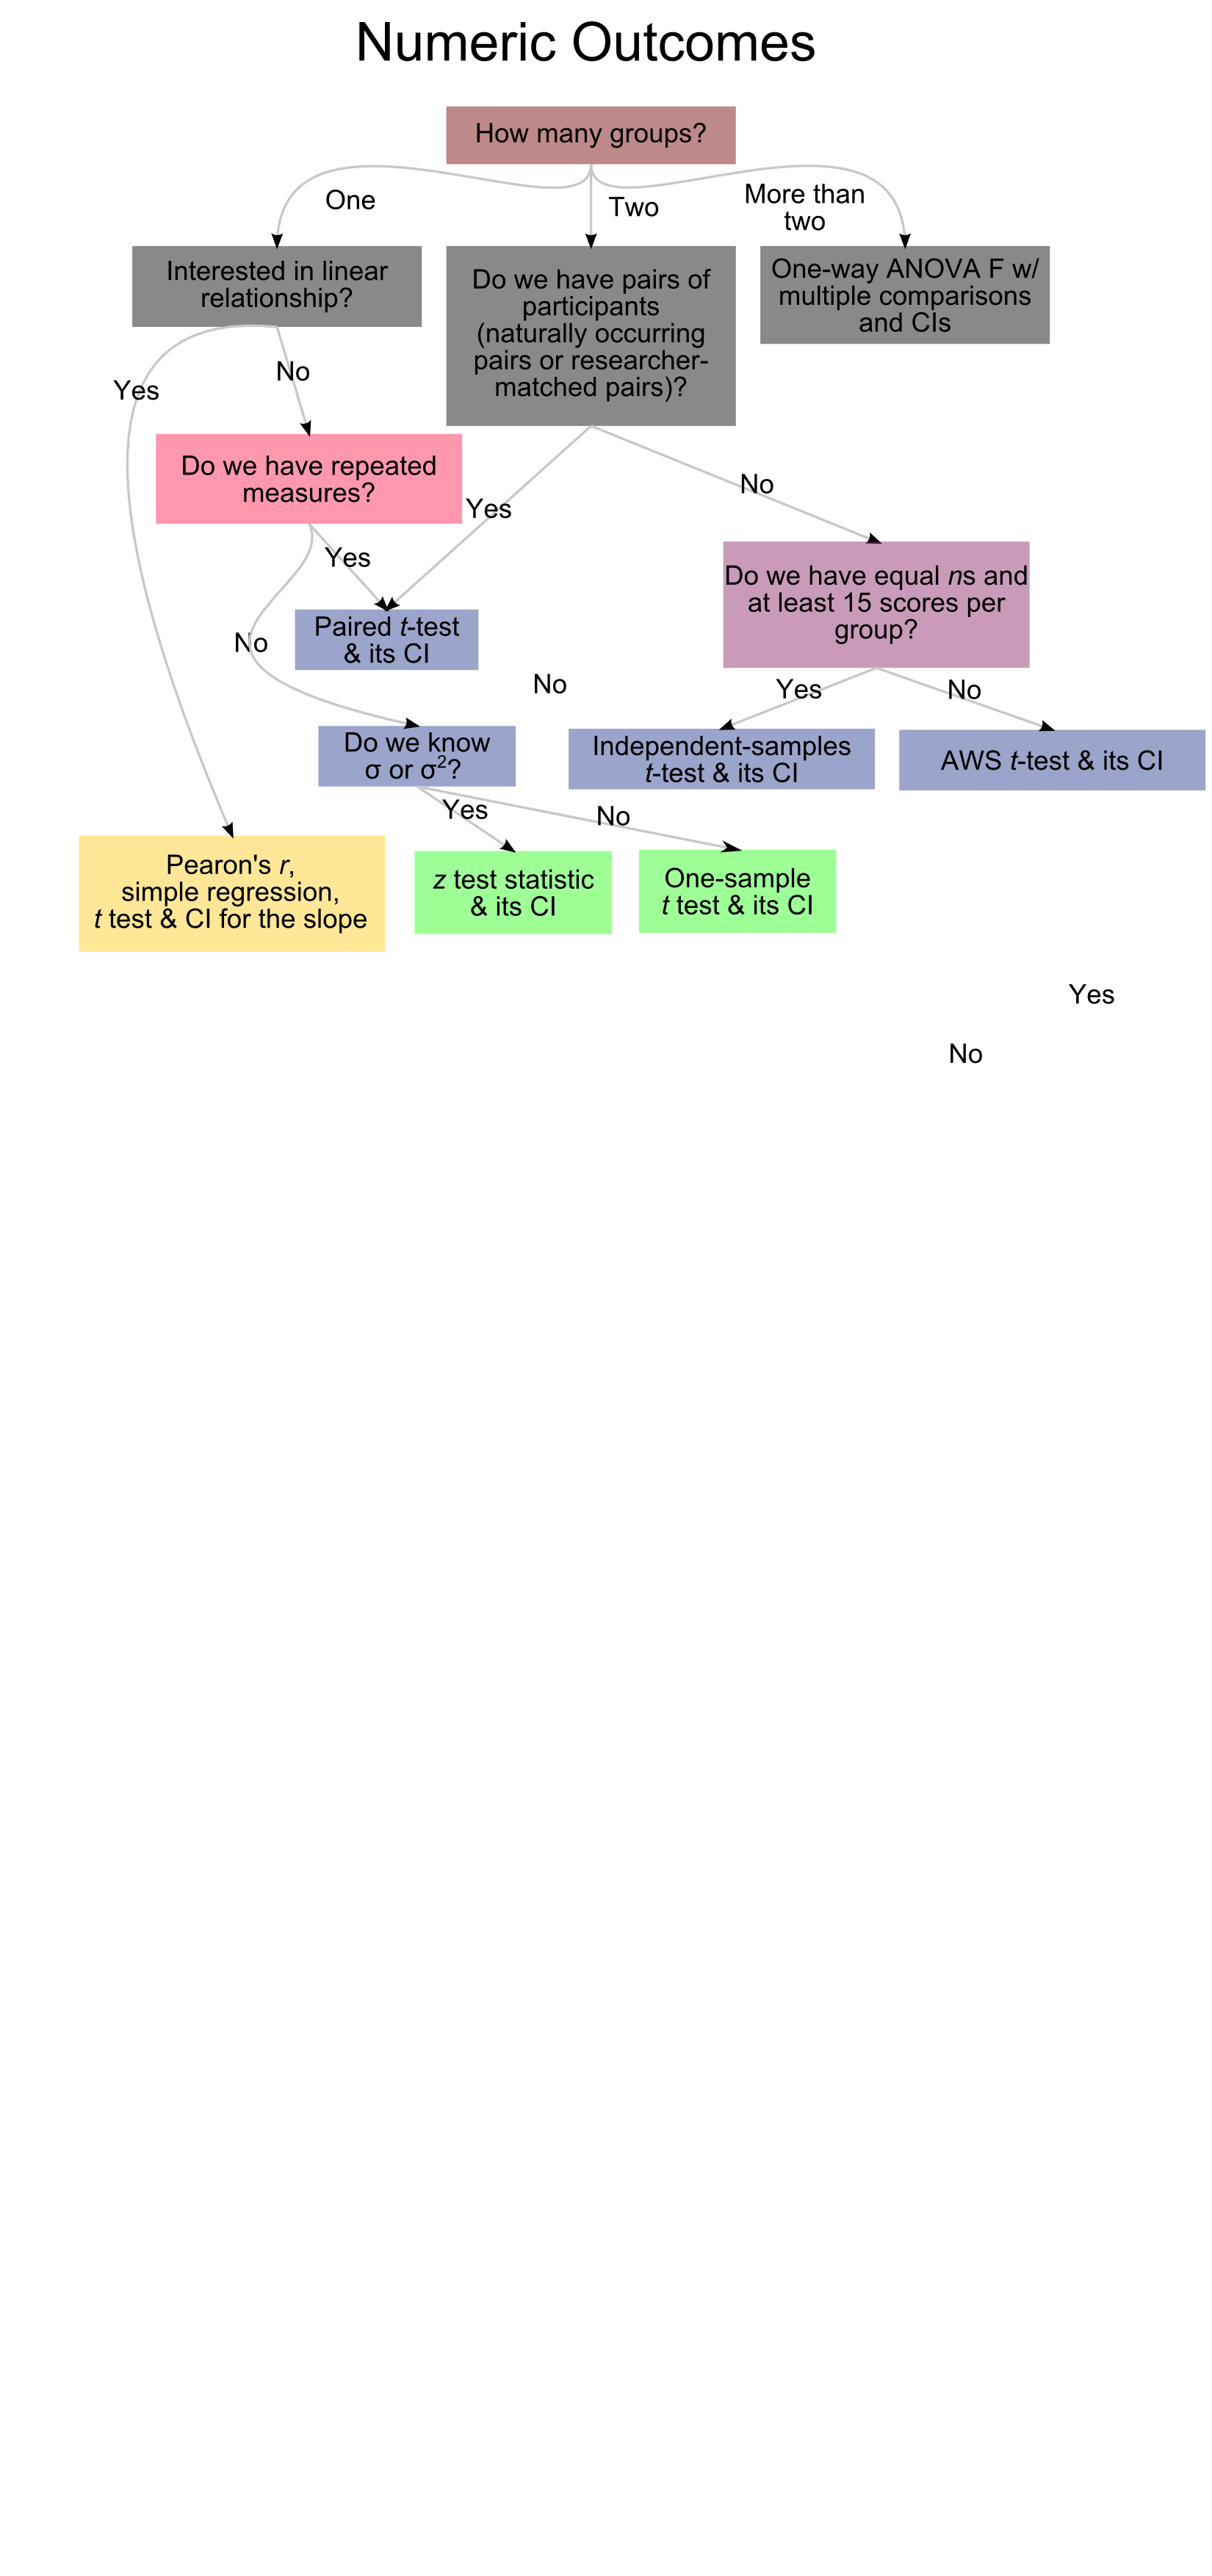 Numeric Outcomes
How many groups?
One
Two
More than
two
Interested in linear
relationship?
Do we have pairs of
participants
(naturally occurring
pairs or researcher-
matched pairs)?
One-way ANOVA F w/
multiple comparisons
and CIs
Yes
No
Do we have repeated
measures?
Yes
No
Yes
No
Do we have equal ns and
at least 15 scores per
group?
Paired t-test
& its CI
No
Yes
No
Do we know
σ or σ²?
Independent-samples
t-test & its CI
AWS t-test & its CI
Yes
No
Pearon's r,
simple regression,
t test & CI for the slope
z test statistic
& its CI
One-sample
t test & its CI
Yes
No